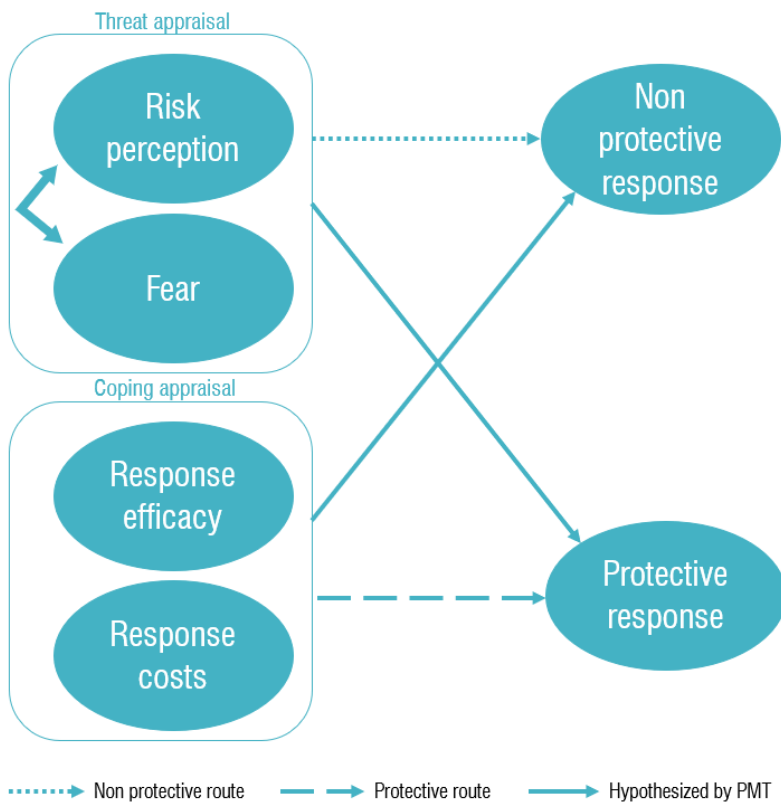 Threat appraisal
Risk
perception
Fear
Non
protective
response
Coping appraisal
Response
efficacy
Response
costs
Protective
response
Non protective route
Protective route
Hypothesized by PMT